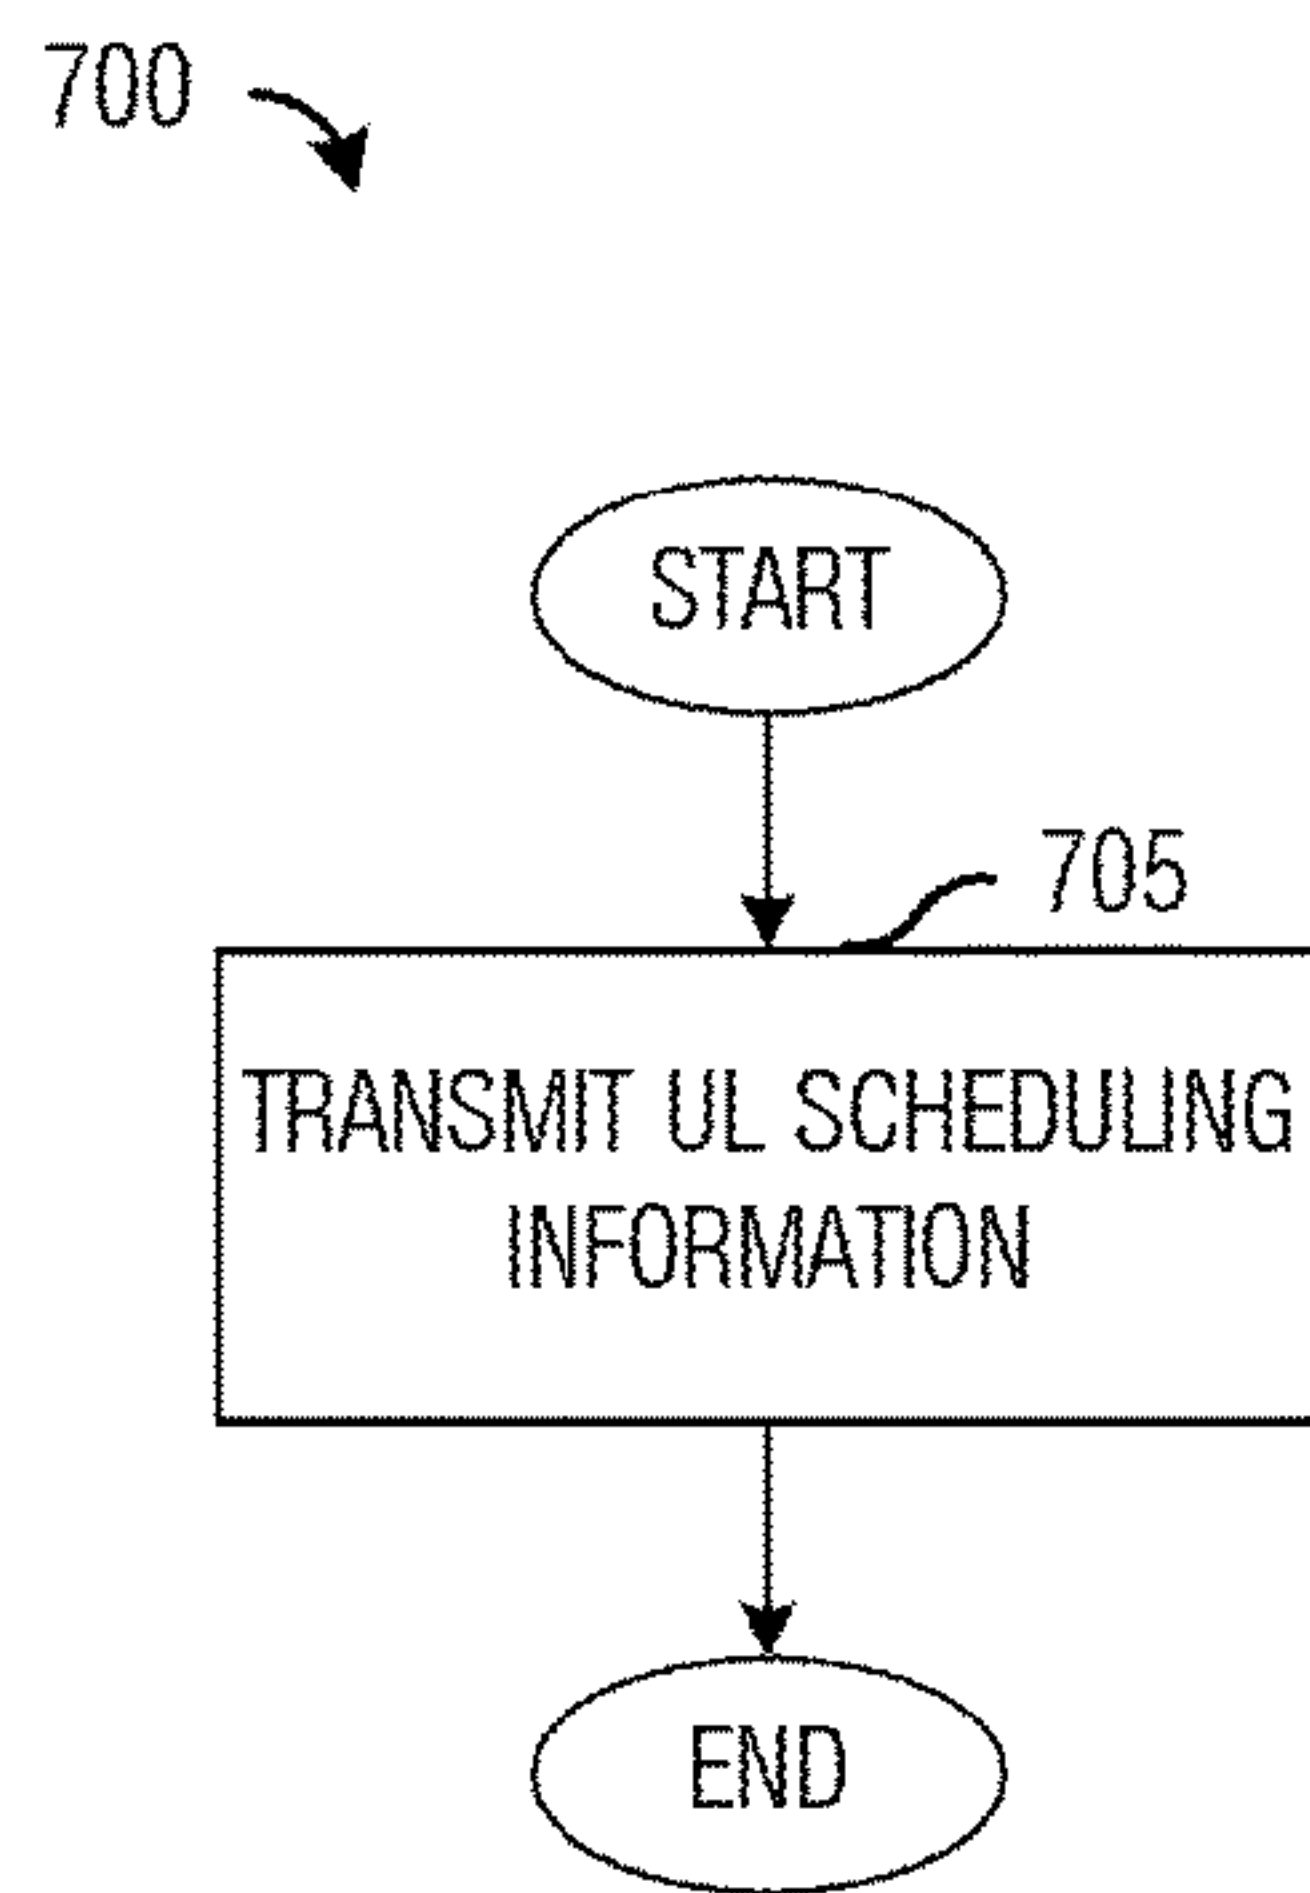 700
START
705
TRANSMIT UL SCHEDULING
INFORMATION
END